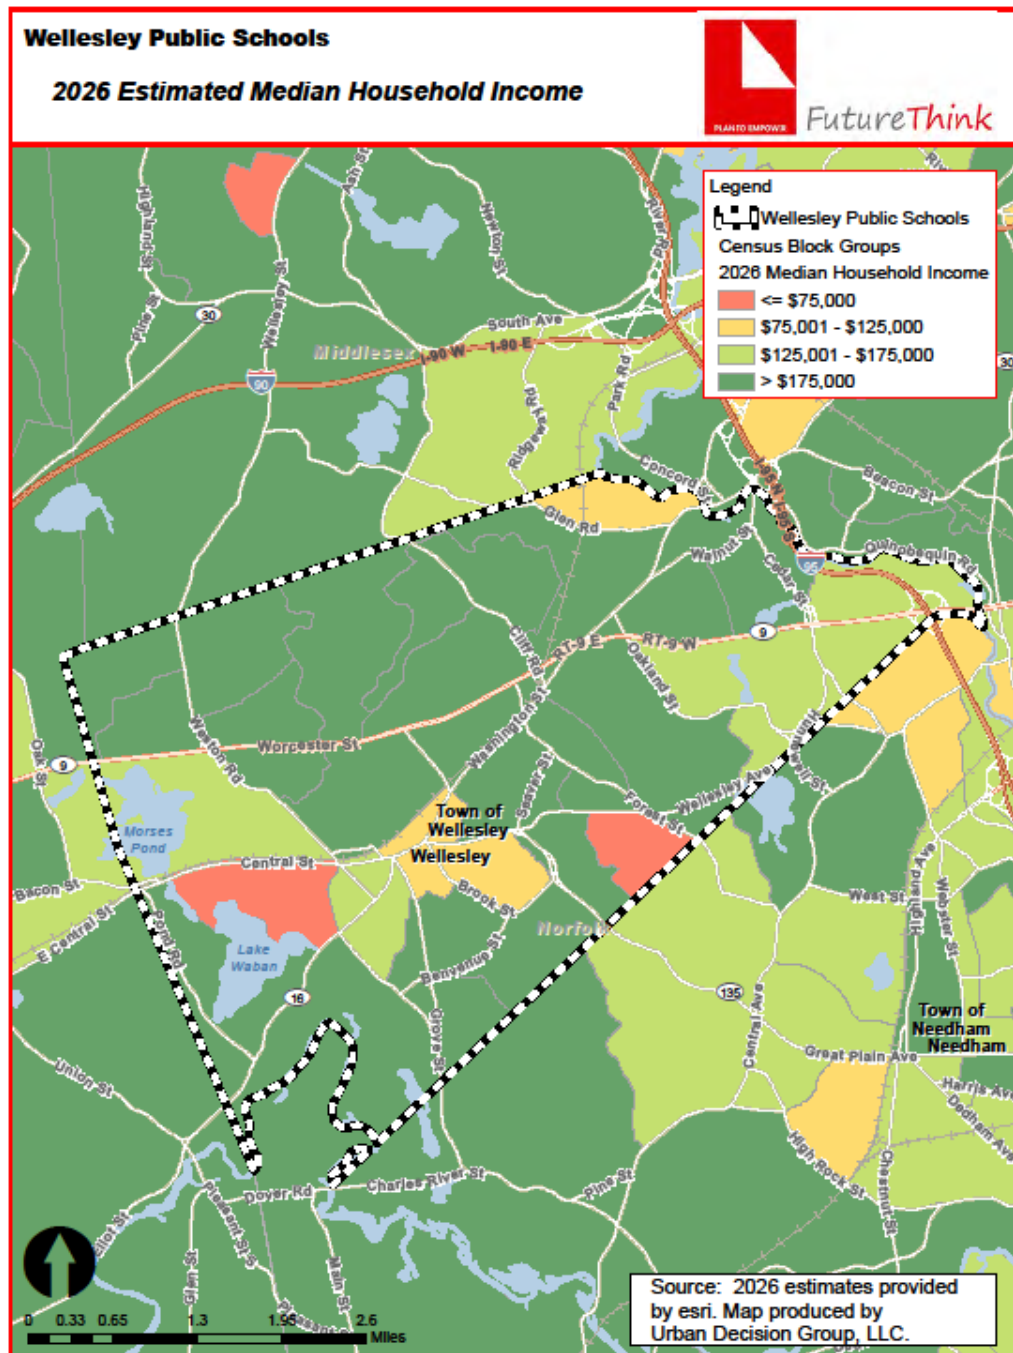 Wellesley Public Schools
2026 Estimated Median Household Income
PLAN TO EMPOWER
FutureThink
Legend
Wellesley Public Schools
Census Block Groups
2026 Median Household Income
<= $75,000
$75,001 - $125,000
$125,001 - $175,000
> $175,000
Highland St
Ash St
Newton St
River Rd
Pine St
30
Wellesley St
South Ave
Middlesex
I-90 W
I-90 E
90
Park Rd
Ridgeway Rd
30
Concord St
I-95 N
I-95 S
Beacon St
Glen Rd
Walnut St
Cedar St
95
Quinobequin Rd
Cliff Rd
RT-9 E
RT-9 W
9
Oakland St
Weston Rd
Worcester St
Washington St
Hunnewell St
Oak St
9
Morses
Pond
Seaver St
Forest St
Wellesley Ave
Town of
Wellesley
Wellesley
Central St
Bacon St
E Central St
Pond Rd
Brook St
West St
Highland Ave
Webster St
Norfolk
Lake
Waban
Benvenue St
16
135
Central Ave
Town of
Needham
Needham
Grove St
Great Plain Ave
Union St
Harris Ave
Dedham Ave
High Rock St
Chestnut St
Pine St
Charles River St
Dover Rd
Pleasant St S
Eliot St
Glen St
Main St
0 0.33 0.65 1.3 1.95 2.6
Miles
Source: 2026 estimates provided
by esri. Map produced by
Urban Decision Group, LLC.